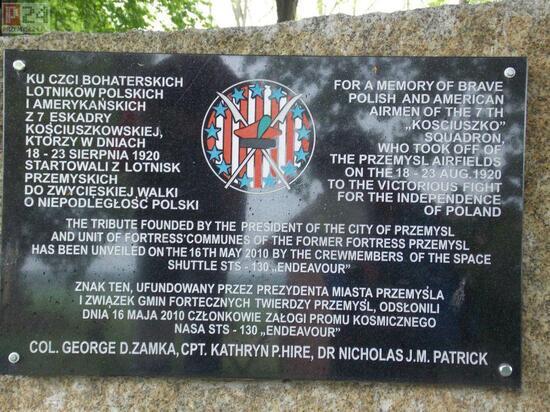 KU CZCI BOHATERSKICH
LOTNIKÓW POLSKICH
I AMERYKAŃSKICH
Z 7 ESKADRY
KOŚCIUSZKOWSKIEJ,
KTÓRZY W DNIACH
18 - 23 SIERPNIA 1920
STARTOWALI Z LOTNISK
PRZEMYSKICH
DO ZWYCIĘSKIEJ WALKI
O NIEPODLEGŁOŚĆ POLSKI
FOR A MEMORY OF BRAVE
POLISH AND AMERICAN
AIRMEN OF THE 7 TH
„KOSCIUSZKO"
SQUADRON,
WHO TOOK OFF OF
THE PRZEMYSL AIRFIELDS
ON THE 18 - 23 AUG.1920
TO THE VICTORIOUS FIGHT
FOR THE INDEPENDENCE
OF POLAND
THE TRIBUTE FOUNDED BY THE PRESIDENT OF THE CITY OF PRZEMYSL
AND UNIT OF FORTRESS'COMMUNES OF THE FORMER FORTRESS PRZEMYSL
HAS BEEN UNVEILED ON THE 16TH MAY 2010 BY THE CREWMEMBERS OF THE SPACE
SHUTTLE STS - 130 „ENDEAVOUR"
ZNAK TEN, UFUNDOWANY PRZEZ PREZYDENTA MIASTA PRZEMYŚLA
I ZWIĄZEK GMIN FORTECZNYCH TWIERDZY PRZEMYŚL, ODSŁONILI
DNIA 16 MAJA 2010 CZŁONKOWIE ZAŁOGI PROMU KOSMICZNEGO
NASA STS - 130 „ENDEAVOUR"
COL. GEORGE D.ZAMKA, CPT. KATHRYN P.HIRE, DR NICHOLAS J.M. PATRICK